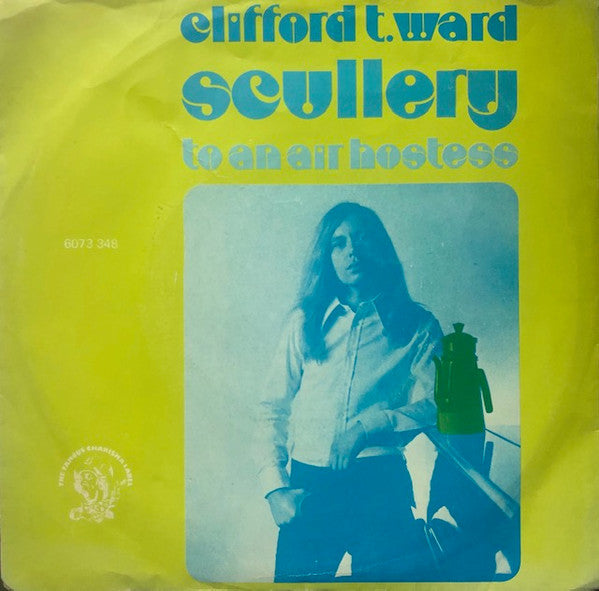 clifford t.ward
scullery
to an air hostess
6073 348
THE FAMOUS CHARISMA LABEL